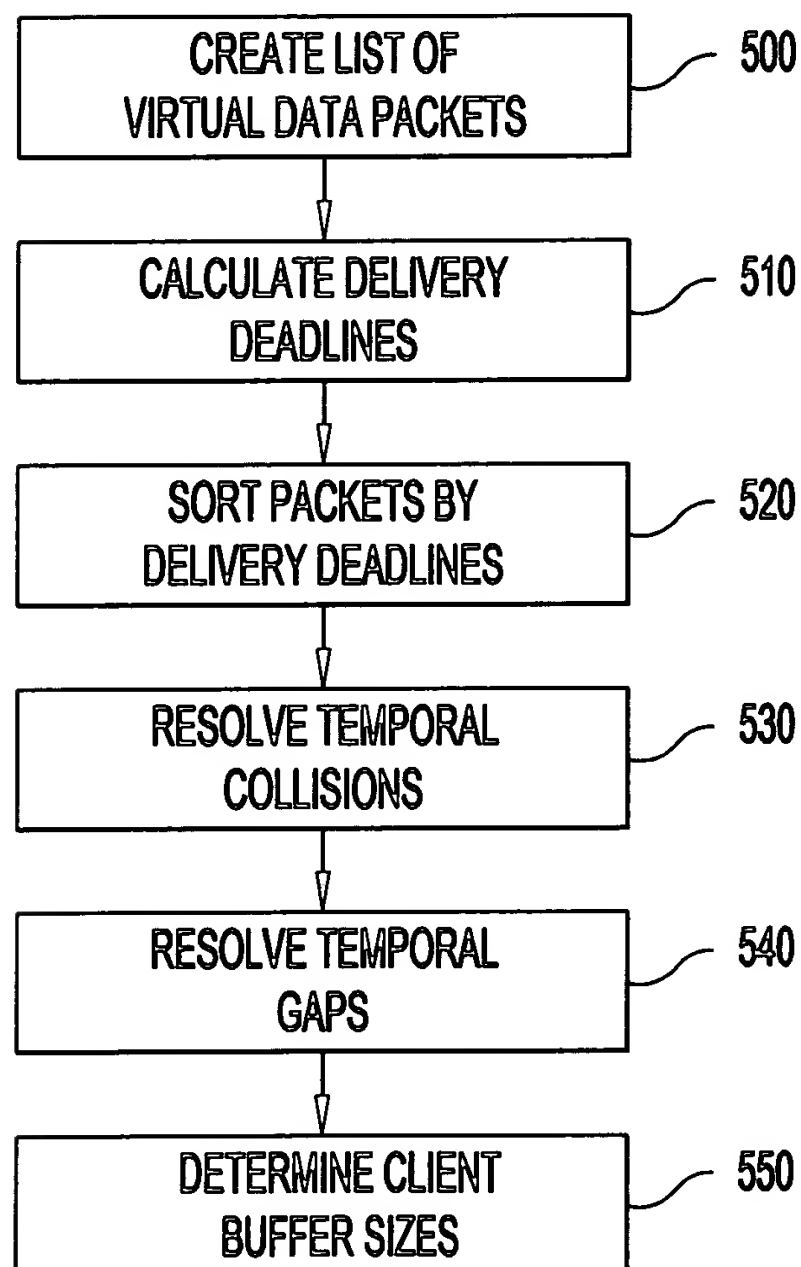 CREATE LIST OF
VIRTUAL DATA PACKETS
500
CALCULATE DELIVERY
DEADLINES
510
SORT PACKETS BY
DELIVERY DEADLINES
520
RESOLVE TEMPORAL
COLLISIONS
530
RESOLVE TEMPORAL
GAPS
540
DETERMINE CLIENT
BUFFER SIZES
550